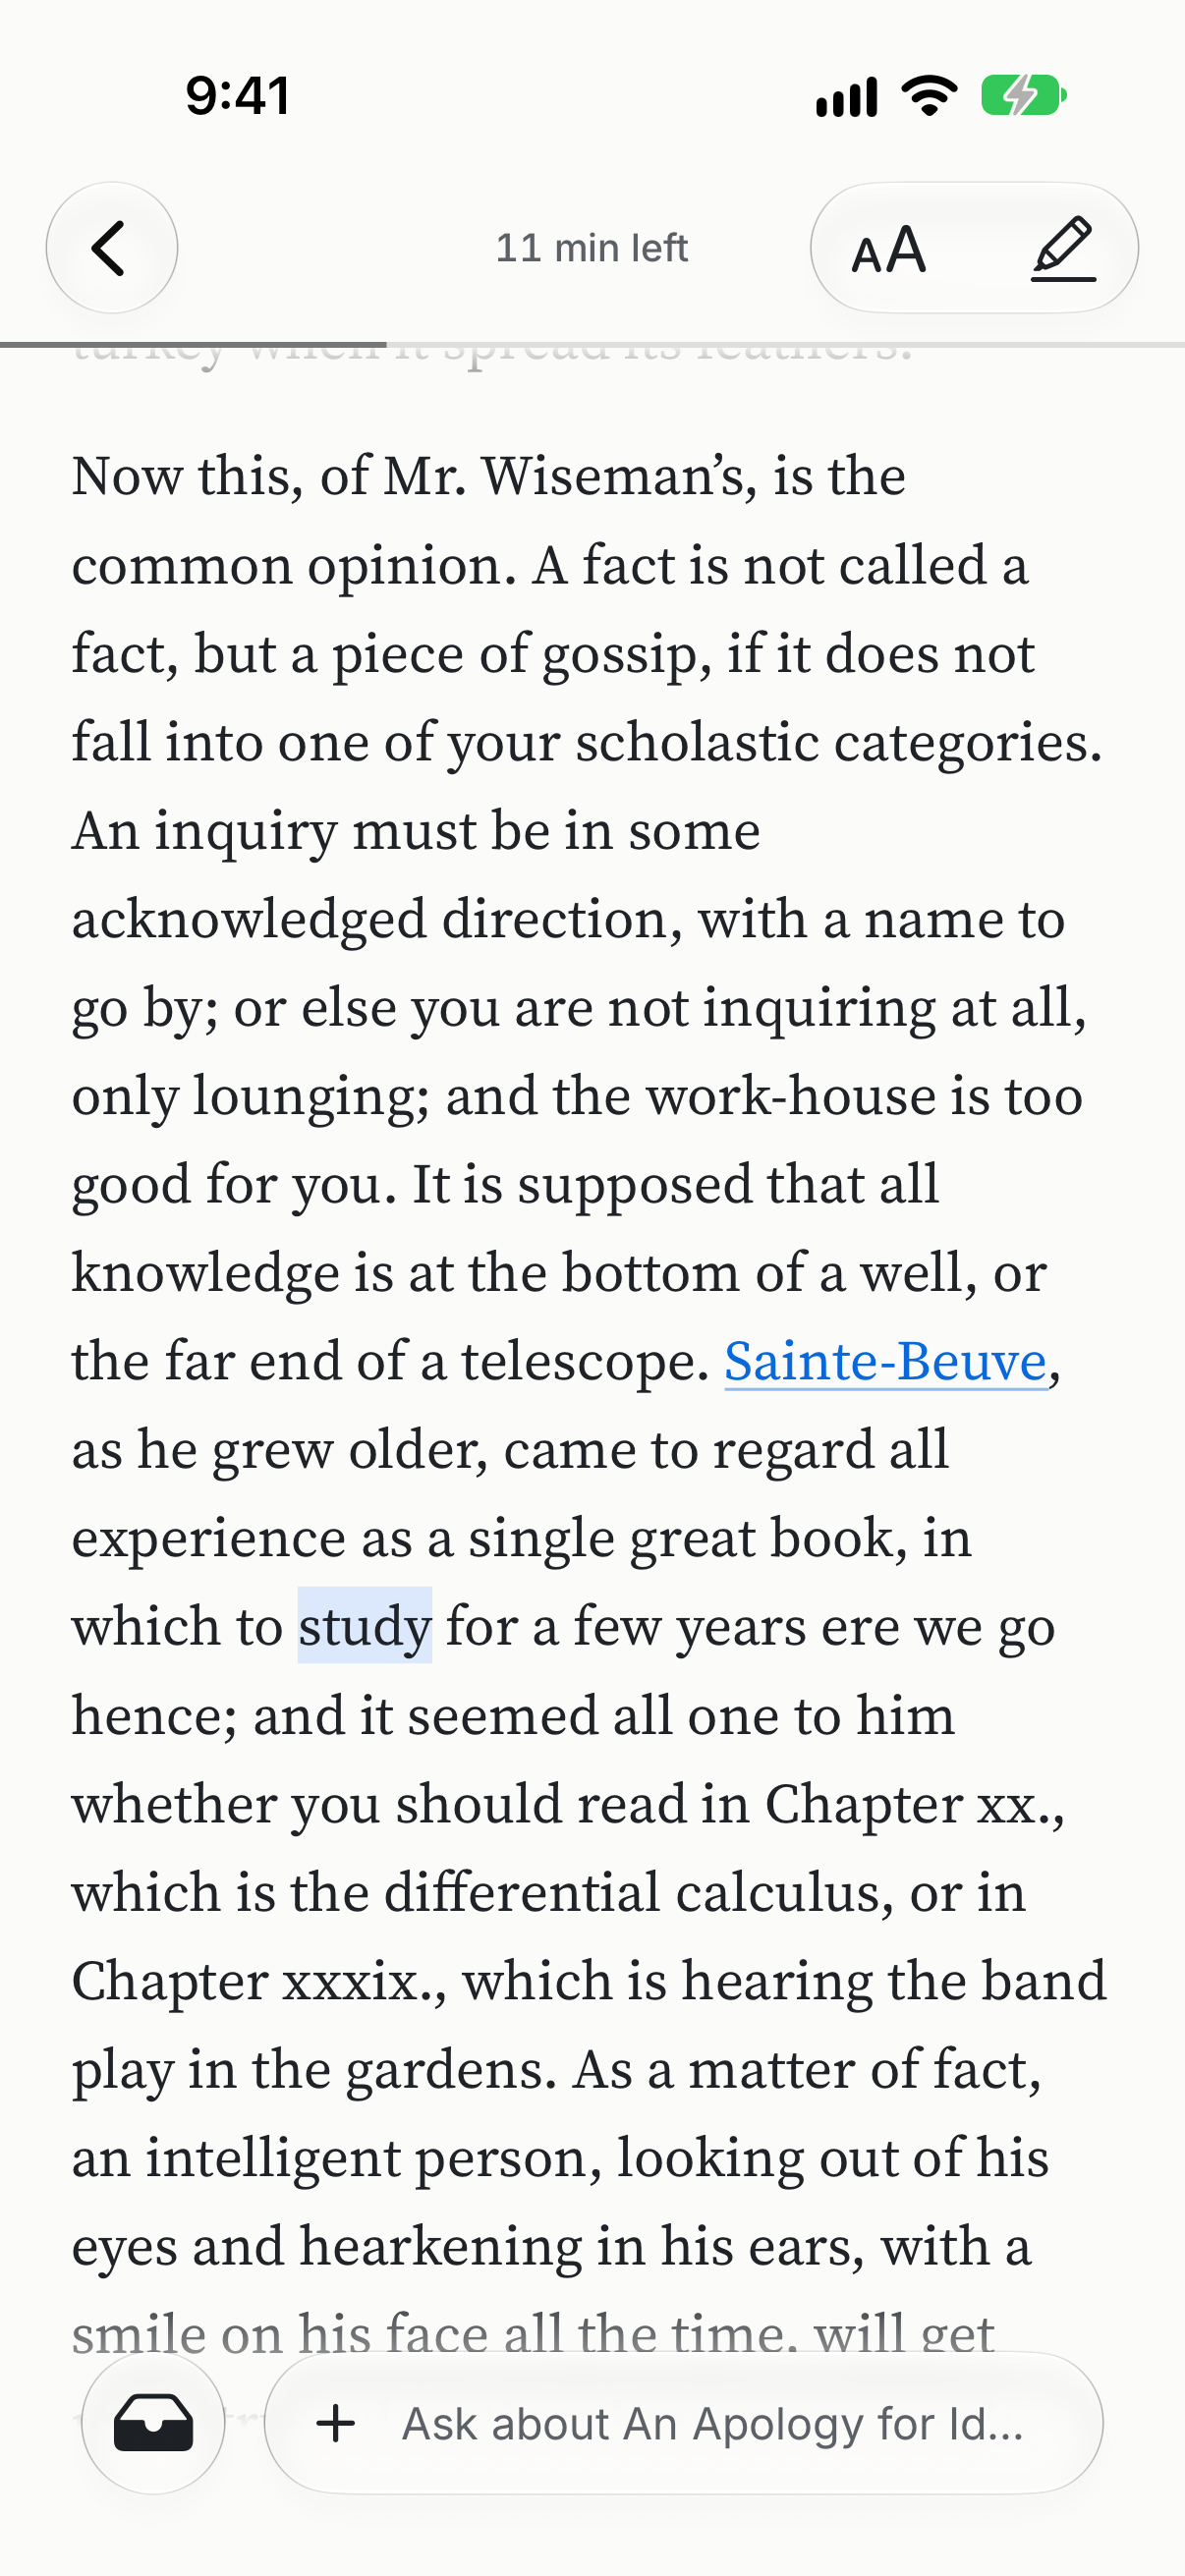 9:41
11 min left
AA
turkey when it spread its feathers.
Now this, of Mr. Wiseman’s, is the
common opinion. A fact is not called a
fact, but a piece of gossip, if it does not
fall into one of your scholastic categories.
An inquiry must be in some
acknowledged direction, with a name to
go by; or else you are not inquiring at all,
only lounging; and the work-house is too
good for you. It is supposed that all
knowledge is at the bottom of a well, or
the far end of a telescope. Sainte-Beuve,
as he grew older, came to regard all
experience as a single great book, in
which to study for a few years ere we go
hence; and it seemed all one to him
whether you should read in Chapter xx.,
which is the differential calculus, or in
Chapter xxxix., which is hearing the band
play in the gardens. As a matter of fact,
an intelligent person, looking out of his
eyes and hearkening in his ears, with a
smile on his face all the time, will get
Ask about An Apology for Id...